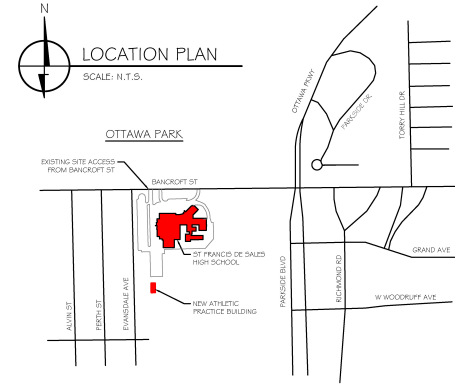 N
LOCATION PLAN
SCALE: N.T.S.
OTTAWA PKWY
PARKSIDE DR
TORRY HILL DR
OTTAWA PARK
EXISTING SITE ACCESS
FROM BANCROFT ST
BANCROFT ST
ST FRANCIS DE SALES
HIGH SCHOOL
GRAND AVE
ALVIN ST
PERTH ST
EVANSDALE AVE
PARKSIDE BLVD
RICHMOND RD
W WOODRUFF AVE
NEW ATHLETIC
PRACTICE BUILDING